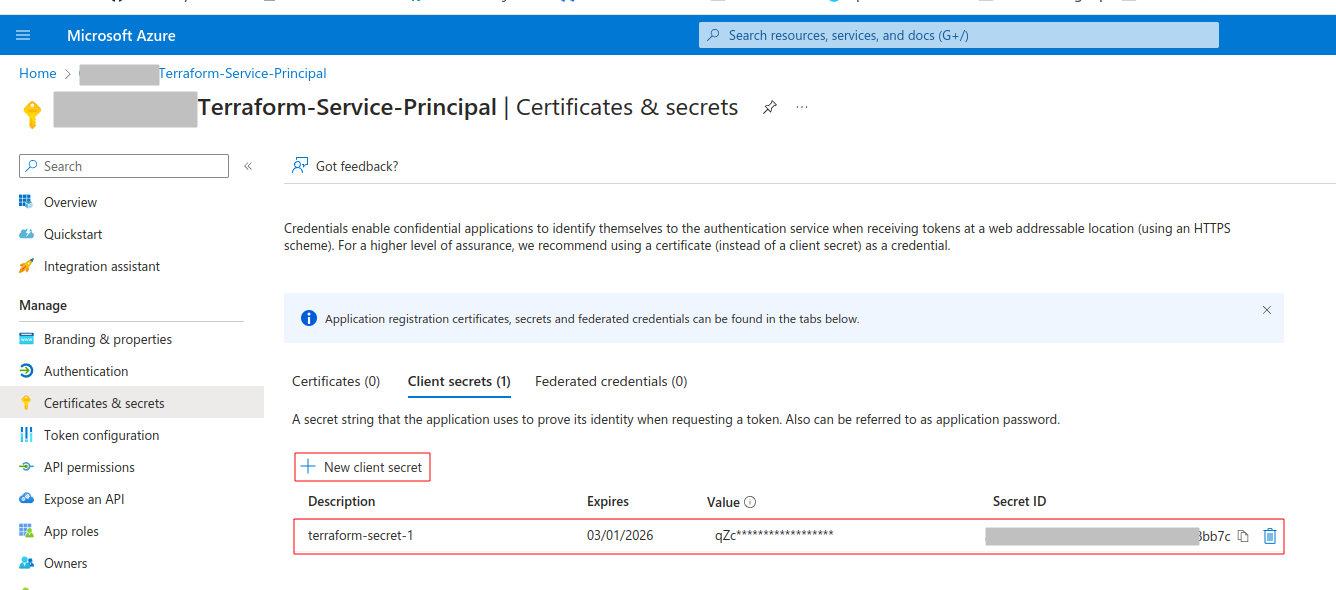 Microsoft Azure
Search resources, services, and docs (G+/)
Home > Terraform-Service-Principal
Terraform-Service-Principal | Certificates & secrets
Search
«
Got feedback?
Overview
Quickstart
Integration assistant
Manage
Branding & properties
Authentication
Certificates & secrets
Token configuration
API permissions
Expose an API
App roles
Owners
Credentials enable confidential applications to identify themselves to the authentication service when receiving tokens at a web addressable location (using an HTTPS
scheme). For a higher level of assurance, we recommend using a certificate (instead of a client secret) as a credential.
Application registration certificates, secrets and federated credentials can be found in the tabs below.
Certificates (0) Client secrets (1) Federated credentials (0)
A secret string that the application uses to prove its identity when requesting a token. Also can be referred to as application password.
New client secret
Description Expires Value Secret ID
terraform-secret-1 03/01/2026 qZc****************** bb7c